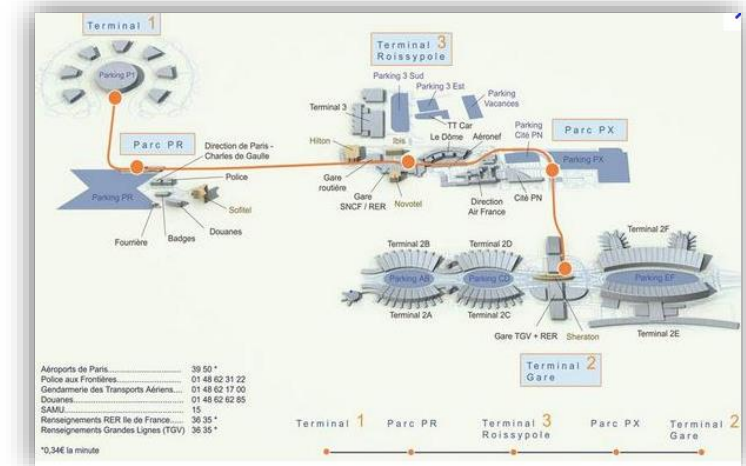 Terminal 1
Parking P1
Terminal 3
Roissypole
Parking 3 Sud
Parking 3 Est
Parking
Vacances
Terminal 3
TT Car
Parking
Cité PN
Parc PX
Parc PR
Direction de Paris -
Charles de Gaulle
Hilton
Ibis
Le Dôme
Aéronef
Parking PX
Police
Parking PR
Gare
routière
Gare
SNCF / RER
Novotel
Direction
Air France
Cité PN
Sofitel
Fourrière
Badges
Douanes
Terminal 2B
Terminal 2D
Terminal 2F
Parking AB
Parking CD
Parking EF
Terminal 2A
Terminal 2C
Gare TGV + RER
Sheraton
Terminal 2E
Terminal 2
Gare
Aéroports de Paris.................... 39 50 *
Police aux Frontières................ 01 48 62 31 22
Gendarmerie des Transports Aériens.... 01 48 62 17 00
Douanes................................ 01 48 62 62 85
SAMU.................................... 15
Renseignements RER Ile de France...... 36 35 *
Renseignements Grandes Lignes (TGV) 36 35 *
*0,34€ la minute
Terminal 1
Parc PR
Terminal 3
Roissypole
Parc PX
Terminal 2
Gare